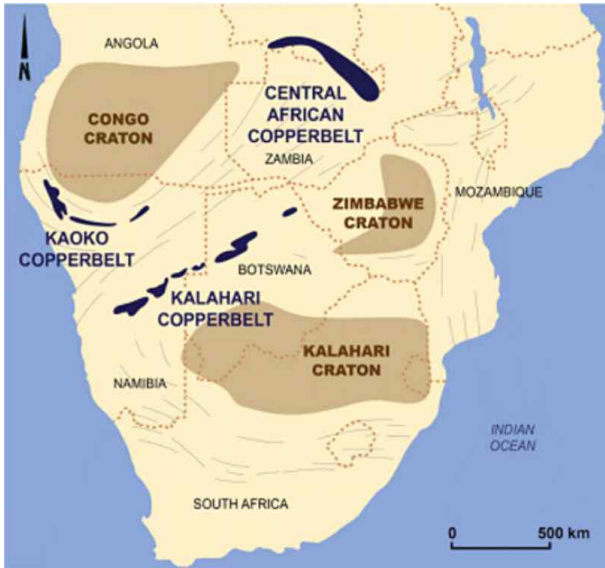 ANGOLA
N
CONGO
CRATON
CENTRAL
AFRICAN
COPPERBELT
ZAMBIA
ZIMBABWE
CRATON
MOZAMBIQUE
KAOKO
COPPERBELT
BOTSWANA
KALAHARI
COPPERBELT
KALAHARI
CRATON
NAMIBIA
INDIAN
OCEAN
SOUTH AFRICA
0 500 km